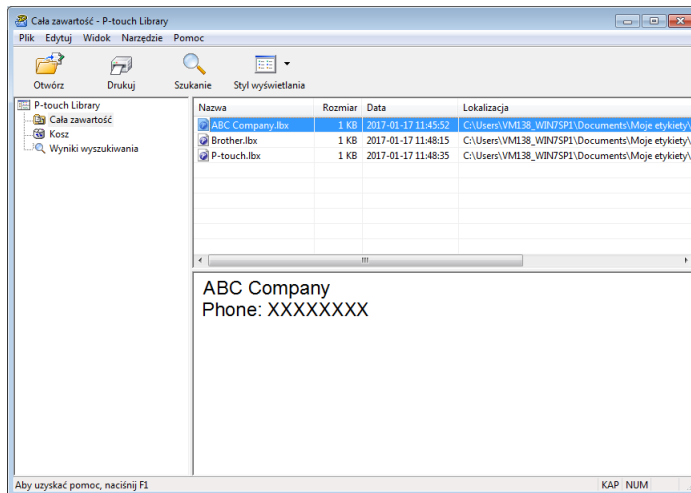 Cała zawartość - P-touch Library
Plik Edytuj Widok Narzędzie Pomoc
Otwórz Drukuj Szukanie Styl wyświetlania
P-touch Library
Cała zawartość
Kosz
Wyniki wyszukiwania
Nazwa Rozmiar Data Lokalizacja
ABC Company.lbx 1 KB 2017-01-17 11:45:52 C:\Users\VM138_WIN7SP1\Documents\Moje etykiety\
Brother.lbx 1 KB 2017-01-17 11:48:15 C:\Users\VM138_WIN7SP1\Documents\Moje etykiety\
P-touch.lbx 1 KB 2017-01-17 11:48:35 C:\Users\VM138_WIN7SP1\Documents\Moje etykiety\
ABC Company
Phone: XXXXXXXX
Aby uzyskać pomoc, naciśnij F1 KAP NUM